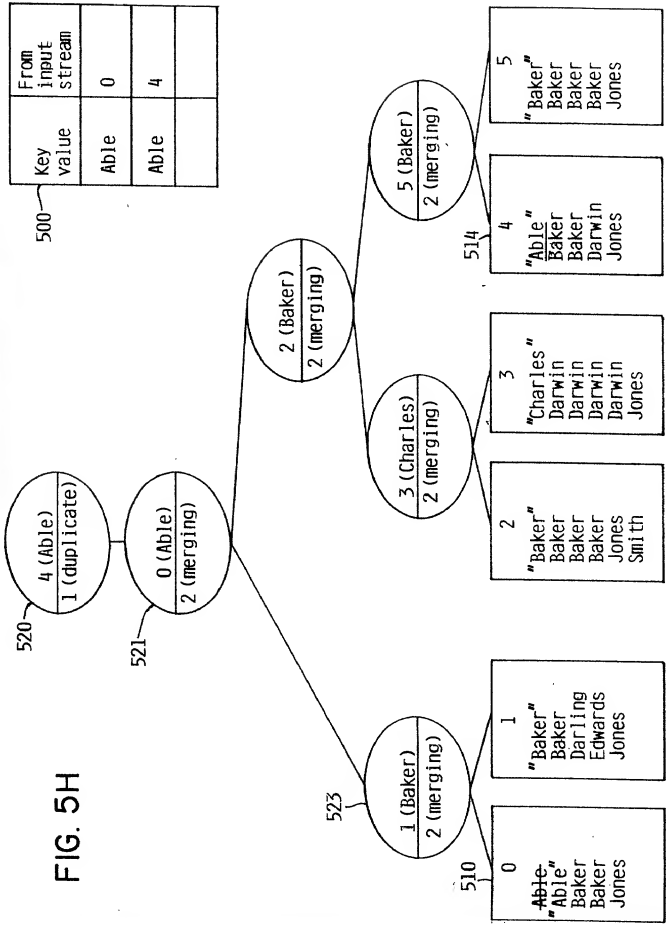 FIG. 5H
500
Key value
From input stream
Able 0
Able 4
520
4 (Able)
1 (duplicate)
521
0 (Able)
2 (merging)
2 (Baker)
2 (merging)
523
1 (Baker)
2 (merging)
3 (Charles)
2 (merging)
5 (Baker)
2 (merging)
510
0
Able
"Able"
Baker
Baker
Jones
1
"Baker"
Baker
Darling
Edwards
Jones
2
"Baker"
Baker
Baker
Baker
Jones
Smith
3
"Charles"
Darwin
Darwin
Darwin
Darwin
Jones
514
4
"Able"
Baker
Baker
Darwin
Jones
5
"Baker"
Baker
Baker
Baker
Jones